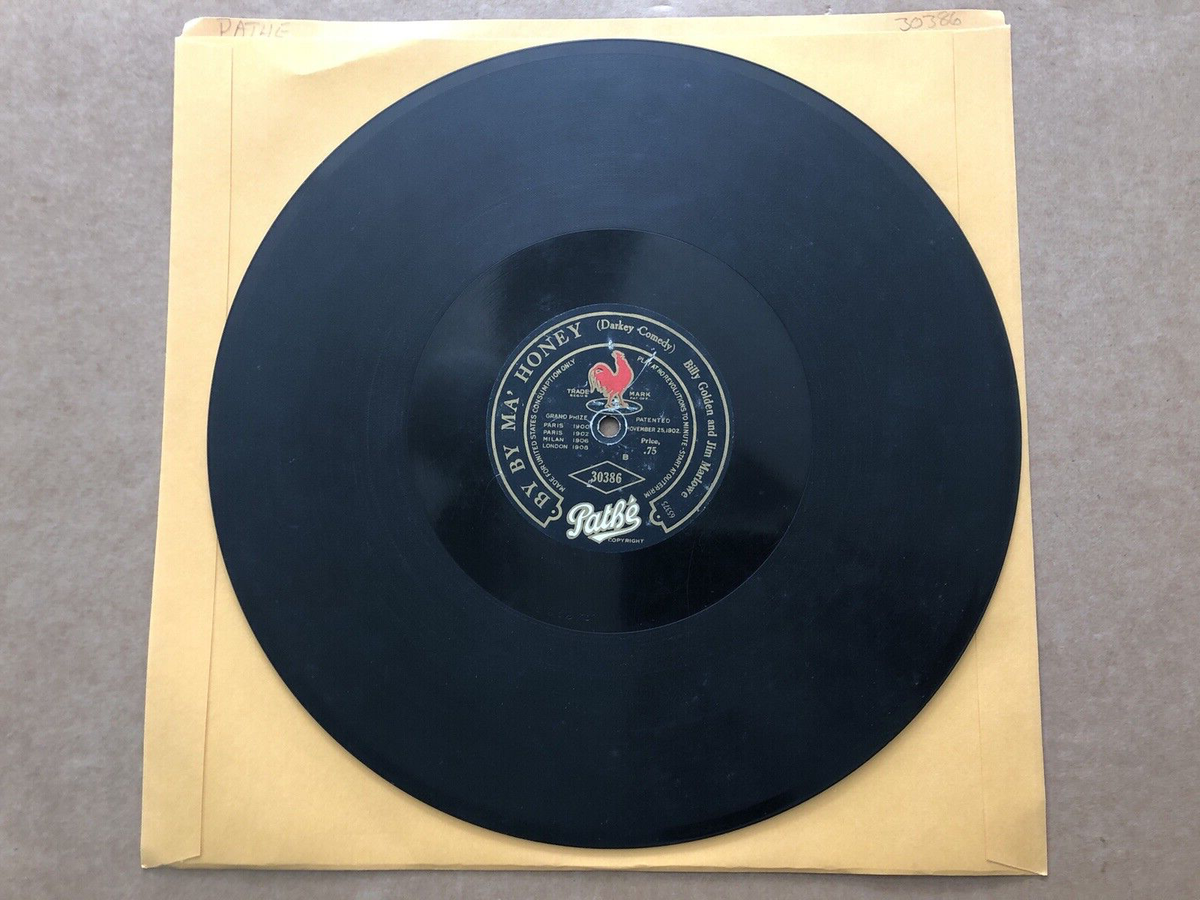 PATHE
30386
BY BY MA' HONEY (Darkey Comedy) Billy Golden and Jim Marlowe
MADE FOR UNITED STATES CONSUMPTION ONLY
PLAY AT 80 REVOLUTIONS TO MINUTE - START AT OUTER RIM
TRADE MARK
GRAND PRIZE
PARIS 1900
PARIS 1902
MILAN 1906
LONDON 1908
PATENTED
NOVEMBER 25, 1902.
Price,
.75
B
30386
Pathé
COPYRIGHT